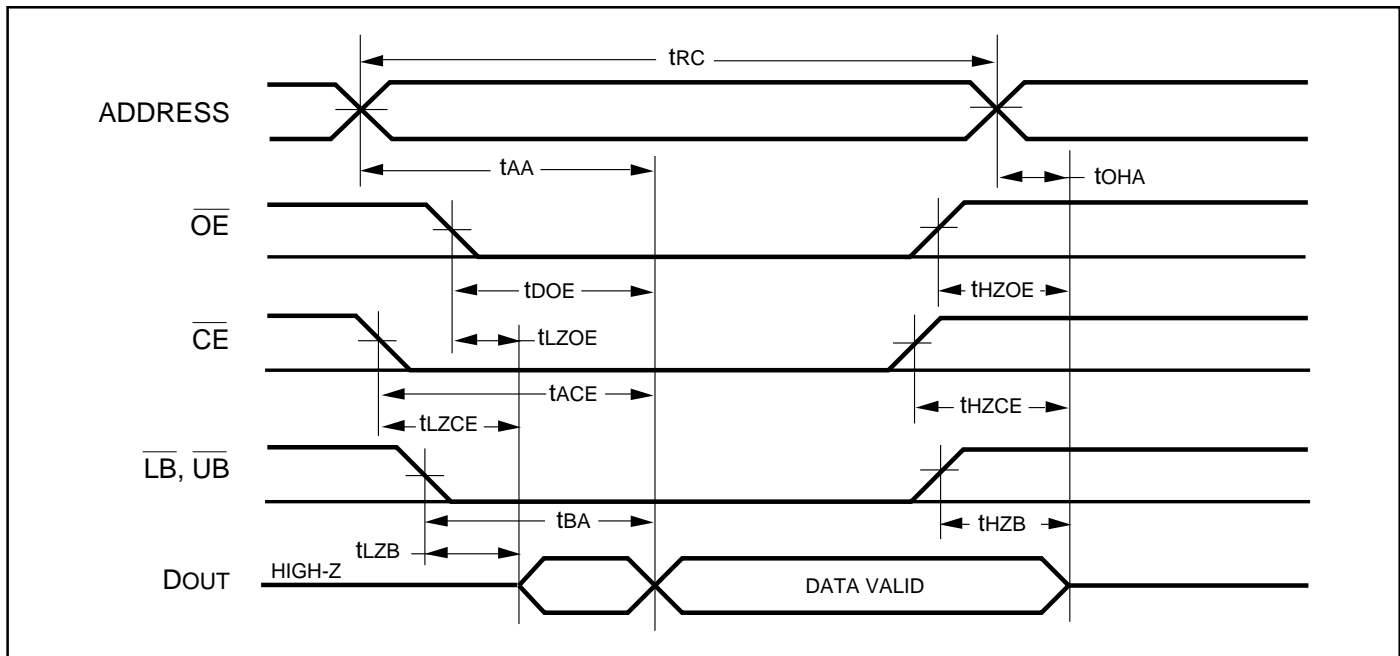 tRC
ADDRESS
tAA
tOHA
OE
tDOE
tHZOE
CE
tLZOE
tACE
tHZCE
tLZCE
LB, UB
tBA
tHZB
tLZB
DOUT
HIGH-Z
DATA VALID